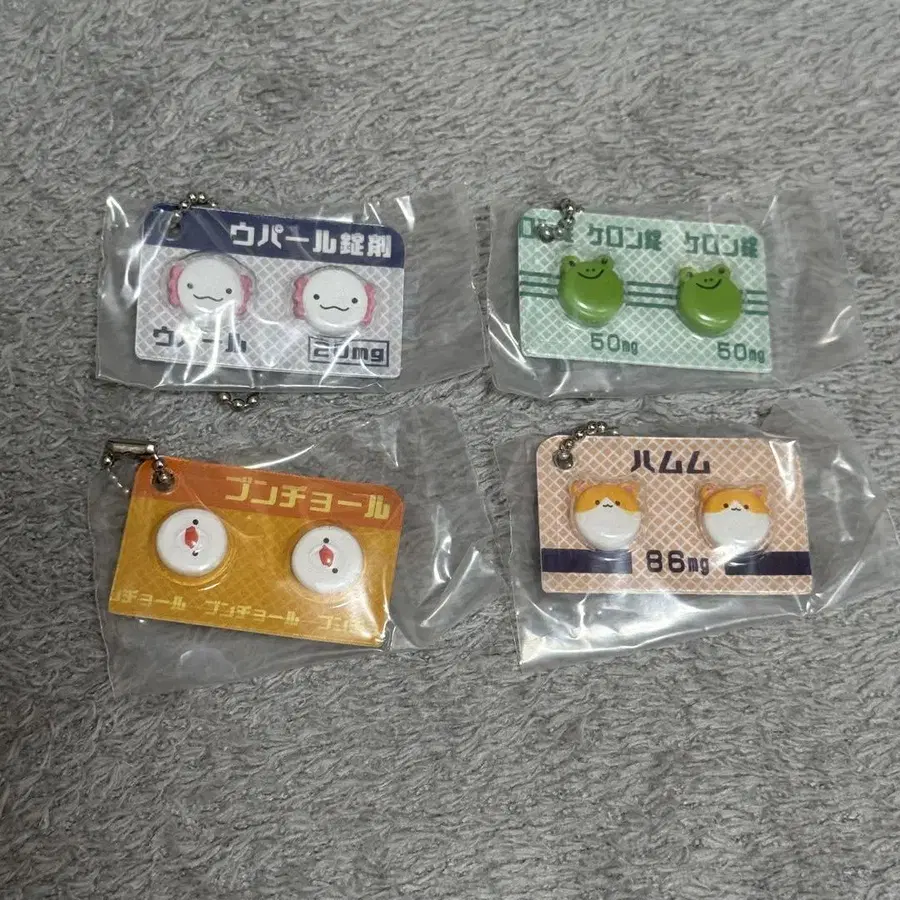 ウパール錠剤
ウパール
20mg
ケロン錠 ケロン錠
50mg
50mg
ブンチョール
ンチョール ブンチョール ブン
ハムム
86mg